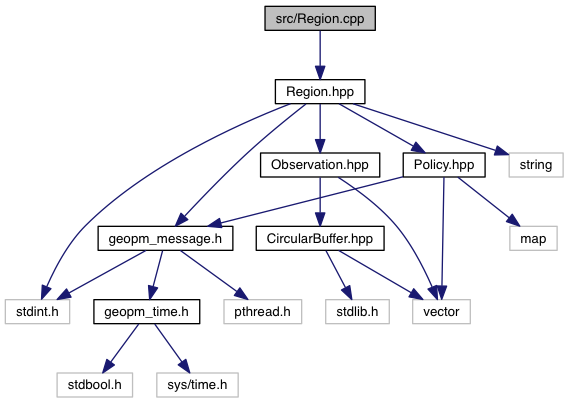 src/Region.cpp
Region.hpp
Observation.hpp
Policy.hpp
string
geopm_message.h
CircularBuffer.hpp
map
stdint.h
geopm_time.h
pthread.h
stdlib.h
vector
stdbool.h
sys/time.h